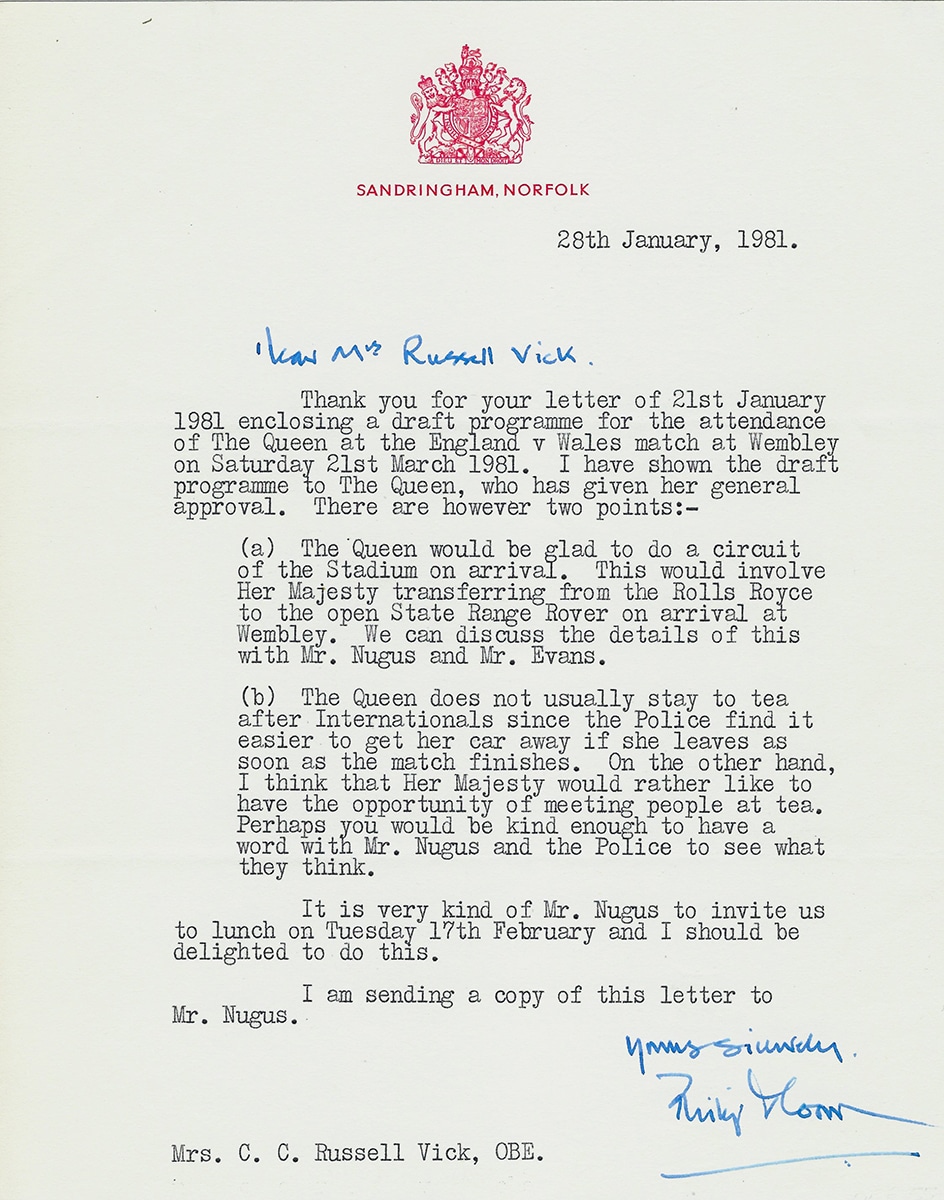 SANDRINGHAM, NORFOLK
28th January, 1981.
Dear Mrs Russell Vick.
Thank you for your letter of 21st January
1981 enclosing a draft programme for the attendance
of The Queen at the England v Wales match at Wembley
on Saturday 21st March 1981. I have shown the draft
programme to The Queen, who has given her general
approval. There are however two points:-
(a) The Queen would be glad to do a circuit
of the Stadium on arrival. This would involve
Her Majesty transferring from the Rolls Royce
to the open State Range Rover on arrival at
Wembley. We can discuss the details of this
with Mr. Nugus and Mr. Evans.
(b) The Queen does not usually stay to tea
after Internationals since the Police find it
easier to get her car away if she leaves as
soon as the match finishes. On the other hand,
I think that Her Majesty would rather like to
have the opportunity of meeting people at tea.
Perhaps you would be kind enough to have a
word with Mr. Nugus and the Police to see what
they think.
It is very kind of Mr. Nugus to invite us
to lunch on Tuesday 17th February and I should be
delighted to do this.
I am sending a copy of this letter to
Mr. Nugus.
Yours sincerely.
Philip Moore
Mrs. C. C. Russell Vick, OBE.